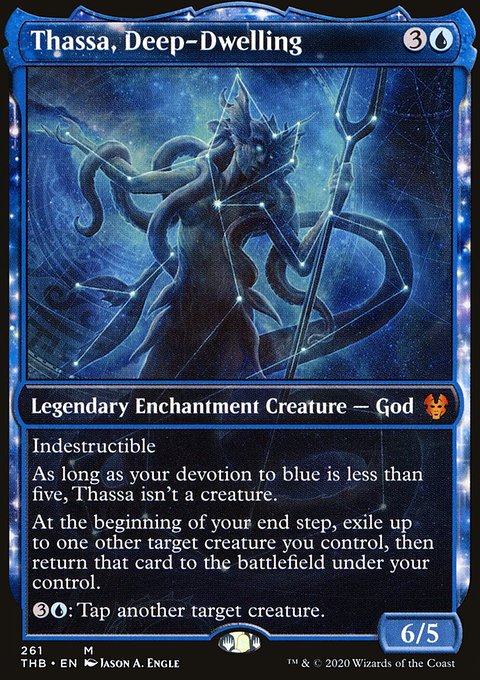 Thassa, Deep-Dwelling 3
Legendary Enchantment Creature — God
Indestructible
As long as your devotion to blue is less than
five, Thassa isn't a creature.
At the beginning of your end step, exile up
to one other target creature you control, then
return that card to the battlefield under your
control.
3: Tap another target creature.
6/5
261 M
THB • EN Jason A. Engle ™ & © 2020 Wizards of the Coast